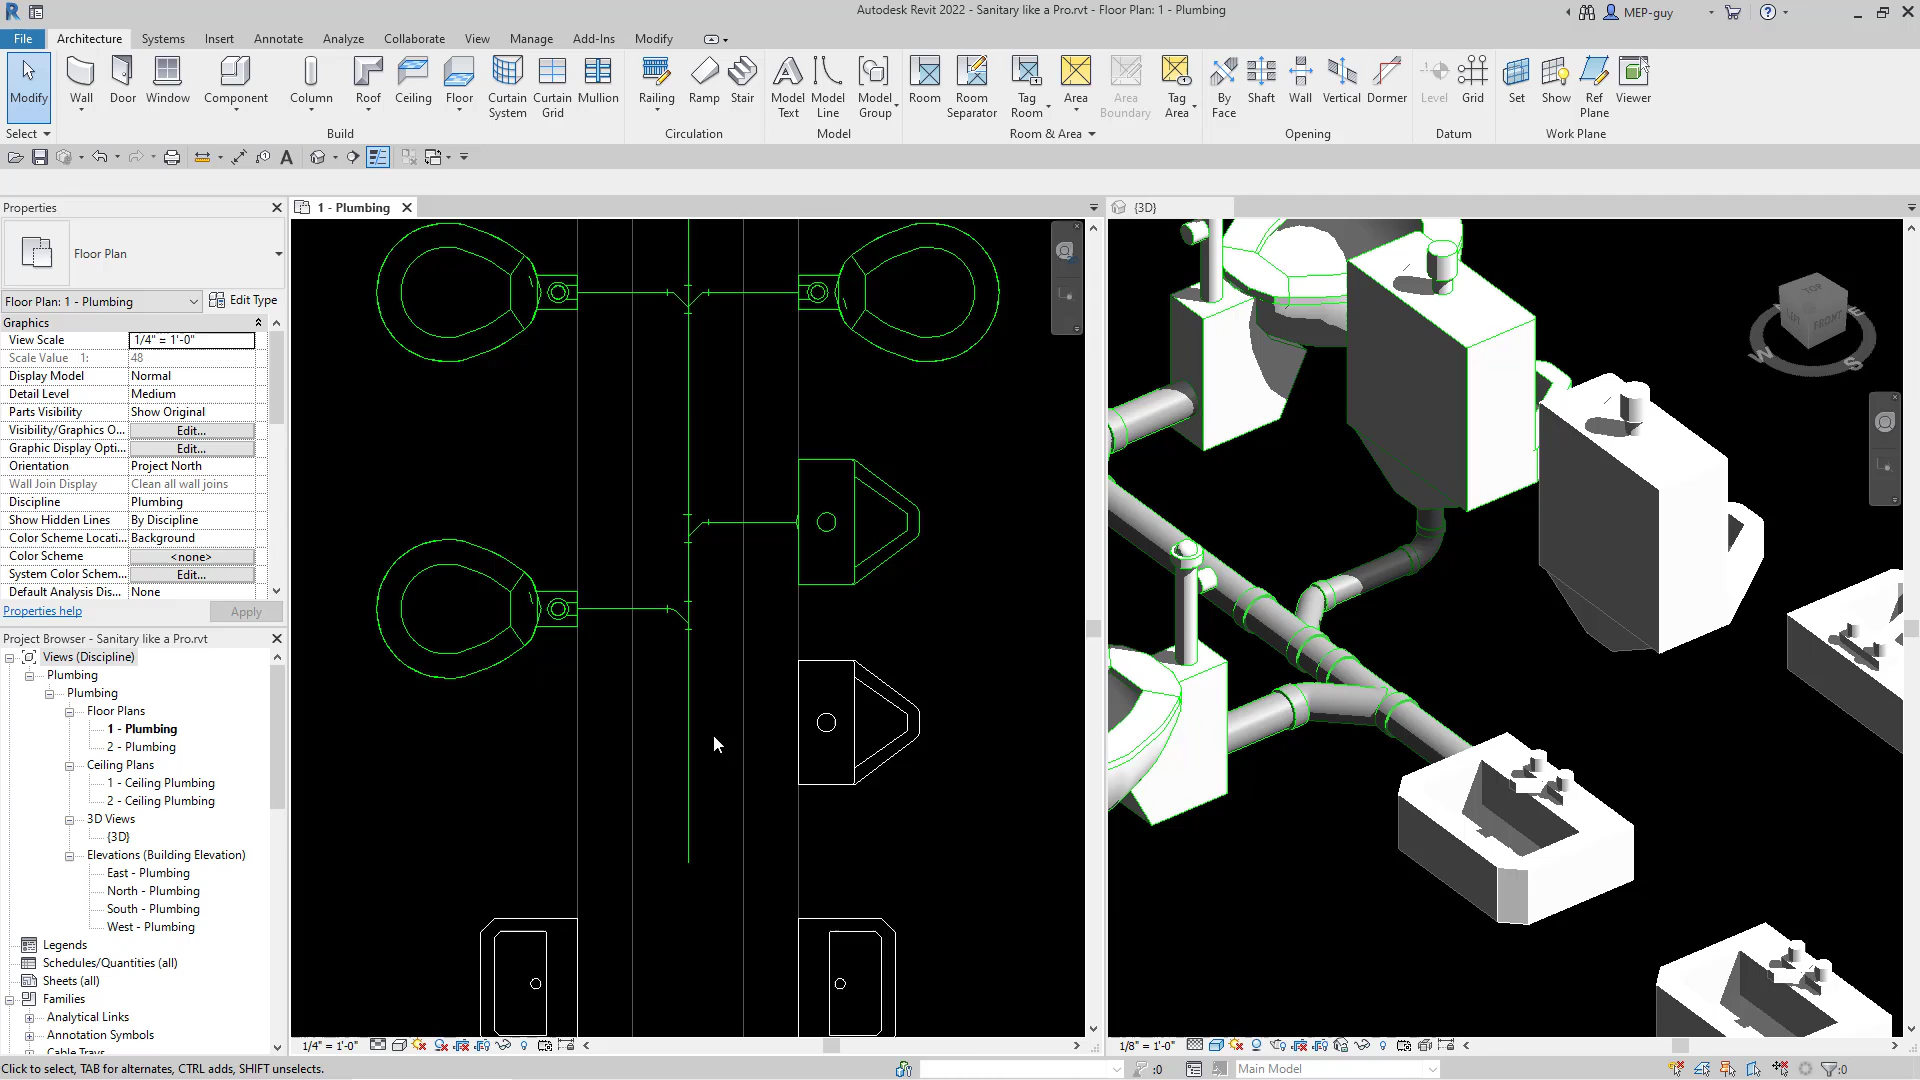 Autodesk Revit 2022 - Sanitary like a Pro.rvt - Floor Plan: 1 - Plumbing
MEP-guy
File Architecture Systems Insert Annotate Analyze Collaborate View Manage Add-Ins Modify
Modify Wall Door Window Component Column Roof Ceiling Floor Curtain System Curtain Grid Mullion Railing Ramp Stair Model Text Model Line Model Group Room Room Separator Tag Room Area Area Boundary Tag Area By Face Shaft Wall Vertical Dormer Level Grid Set Show Ref Plane Viewer
Select Build Circulation Model Room & Area Opening Datum Work Plane
Properties
1 - Plumbing
{3D}
Floor Plan
Floor Plan: 1 - Plumbing
Edit Type
Graphics
View Scale 1/4" = 1'-0"
Scale Value 1: 48
Display Model Normal
Detail Level Medium
Parts Visibility Show Original
Visibility/Graphics O... Edit...
Graphic Display Opti... Edit...
Orientation Project North
Wall Join Display Clean all wall joins
Discipline Plumbing
Show Hidden Lines By Discipline
Color Scheme Locati... Background
Color Scheme <none>
System Color Schem... Edit...
Default Analysis Dis... None
Properties help
Apply
Project Browser - Sanitary like a Pro.rvt
Views (Discipline)
Plumbing
Plumbing
Floor Plans
1 - Plumbing
2 - Plumbing
Ceiling Plans
1 - Ceiling Plumbing
2 - Ceiling Plumbing
3D Views
{3D}
Elevations (Building Elevation)
East - Plumbing
North - Plumbing
South - Plumbing
West - Plumbing
Legends
Schedules/Quantities (all)
Sheets (all)
Families
Analytical Links
Annotation Symbols
Cable Trays
TOP
FRONT
E
W
S
1/4" = 1'-0"
1/8" = 1'-0"
Click to select, TAB for alternates, CTRL adds, SHIFT unselects.
:0
Main Model
:0